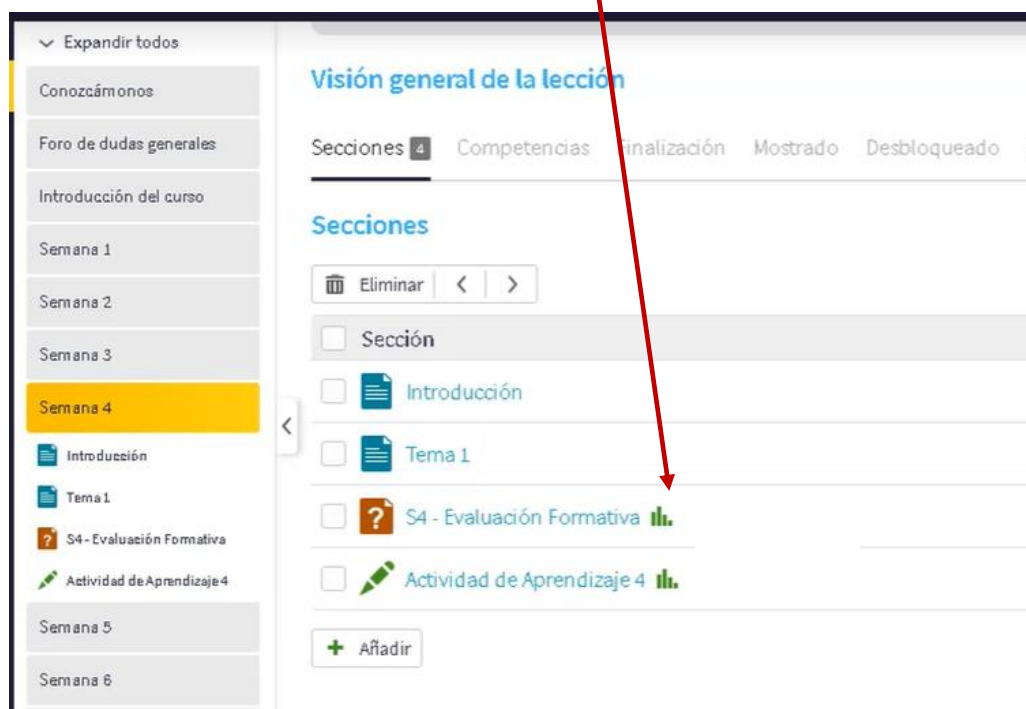 Expandir todos
Conozcámonos
Foro de dudas generales
Introducción del curso
Semana 1
Semana 2
Semana 3
Semana 4
Introducción
Tema 1
S4 - Evaluación Formativa
Actividad de Aprendizaje 4
Semana 5
Semana 6
Visión general de la lección
Secciones 4 Competencias Finalización Mostrado Desbloqueado
Secciones
Eliminar
Sección
Introducción
Tema 1
S4 - Evaluación Formativa
Actividad de Aprendizaje 4
Añadir